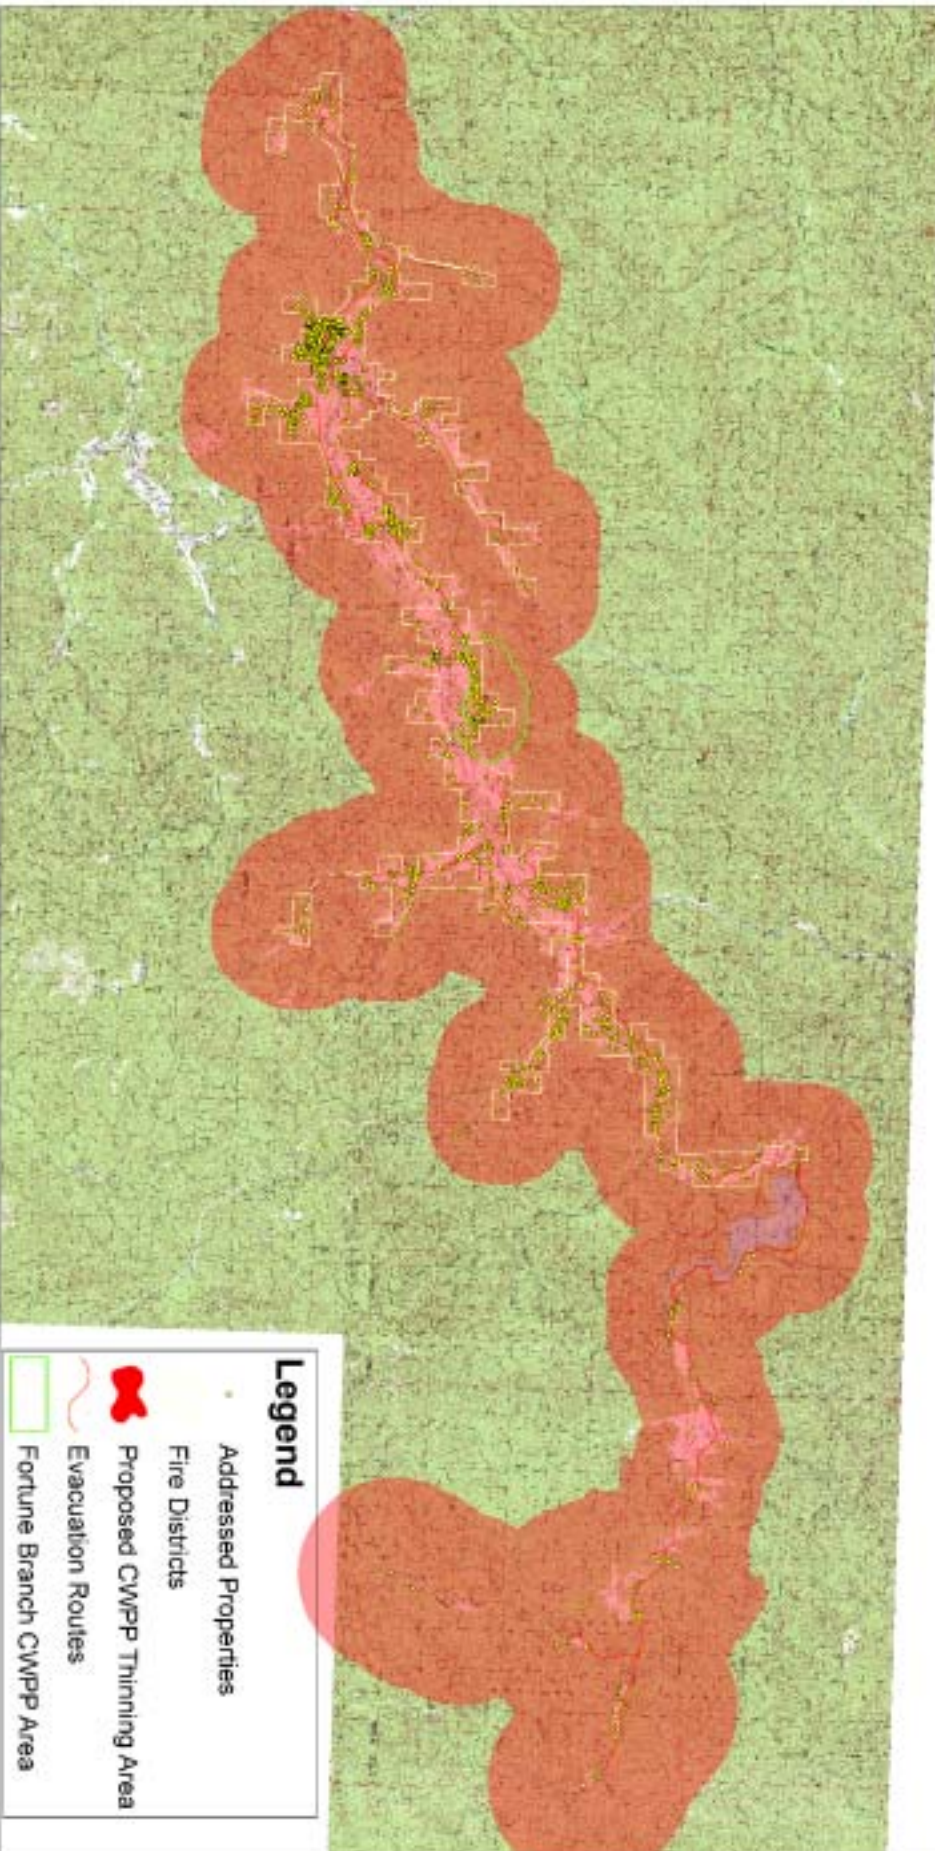 Legend
Addressed Properties
Fire Districts
Proposed CWPP Thinning Area
Evacuation Routes
Fortune Branch CWPP Area